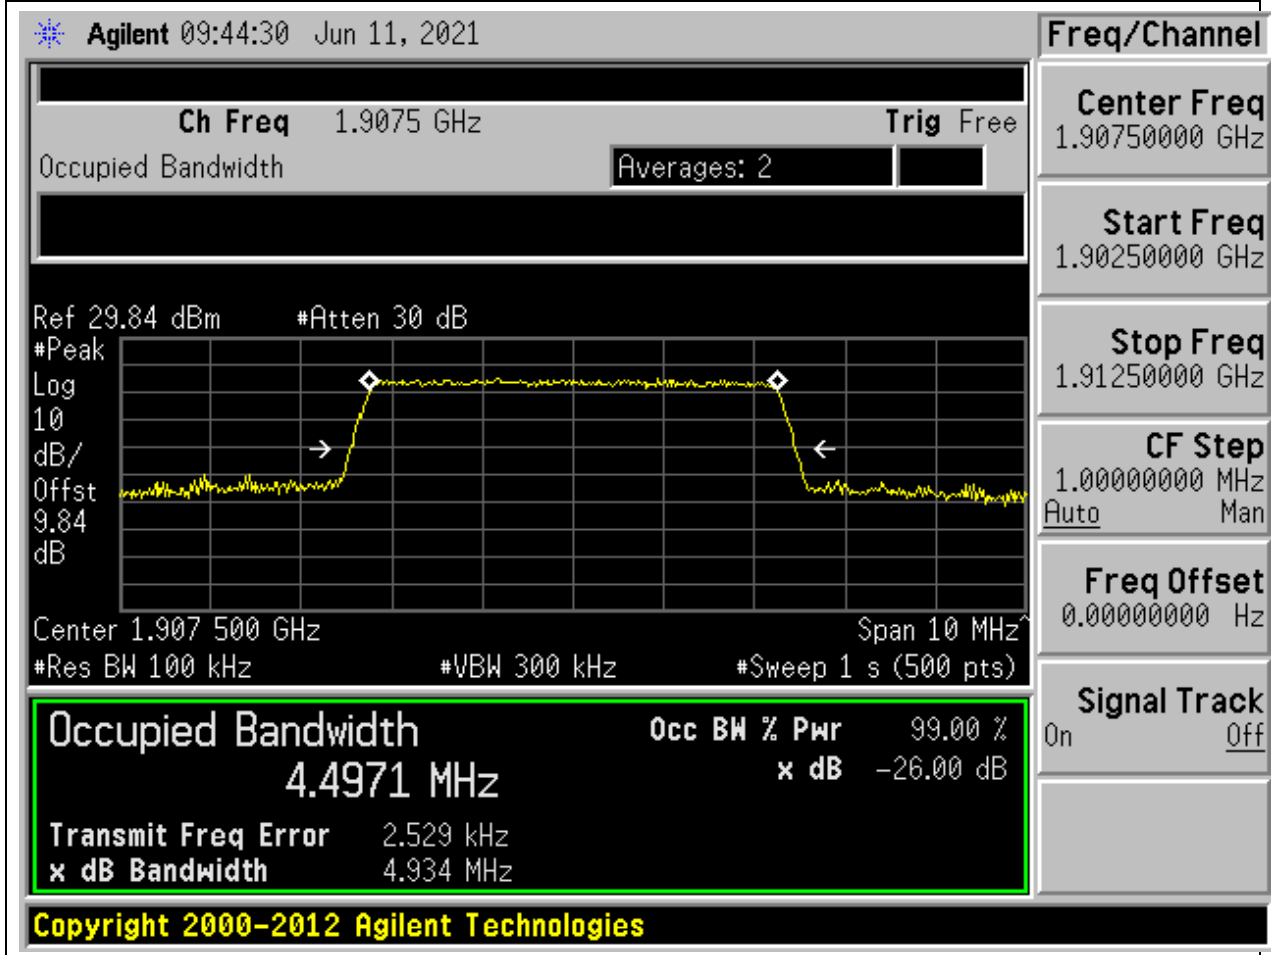 Agilent 09:44:30 Jun 11, 2021
Freq/Channel
Ch Freq 1.9075 GHz Trig Free
Occupied Bandwidth Averages: 2
Center Freq
1.90750000 GHz
Start Freq
1.90250000 GHz
Stop Freq
1.91250000 GHz
CF Step
1.00000000 MHz
Auto Man
Freq Offset
0.00000000 Hz
Signal Track
On Off
Ref 29.84 dBm #Atten 30 dB
#Peak
Log
10
dB/
Offst
9.84
dB
Center 1.907 500 GHz Span 10 MHz^
#Res BW 100 kHz #VBW 300 kHz #Sweep 1 s (500 pts)
Occupied Bandwidth Occ BW % Pwr 99.00 %
4.4971 MHz x dB -26.00 dB
Transmit Freq Error 2.529 kHz
x dB Bandwidth 4.934 MHz
Copyright 2000-2012 Agilent Technologies